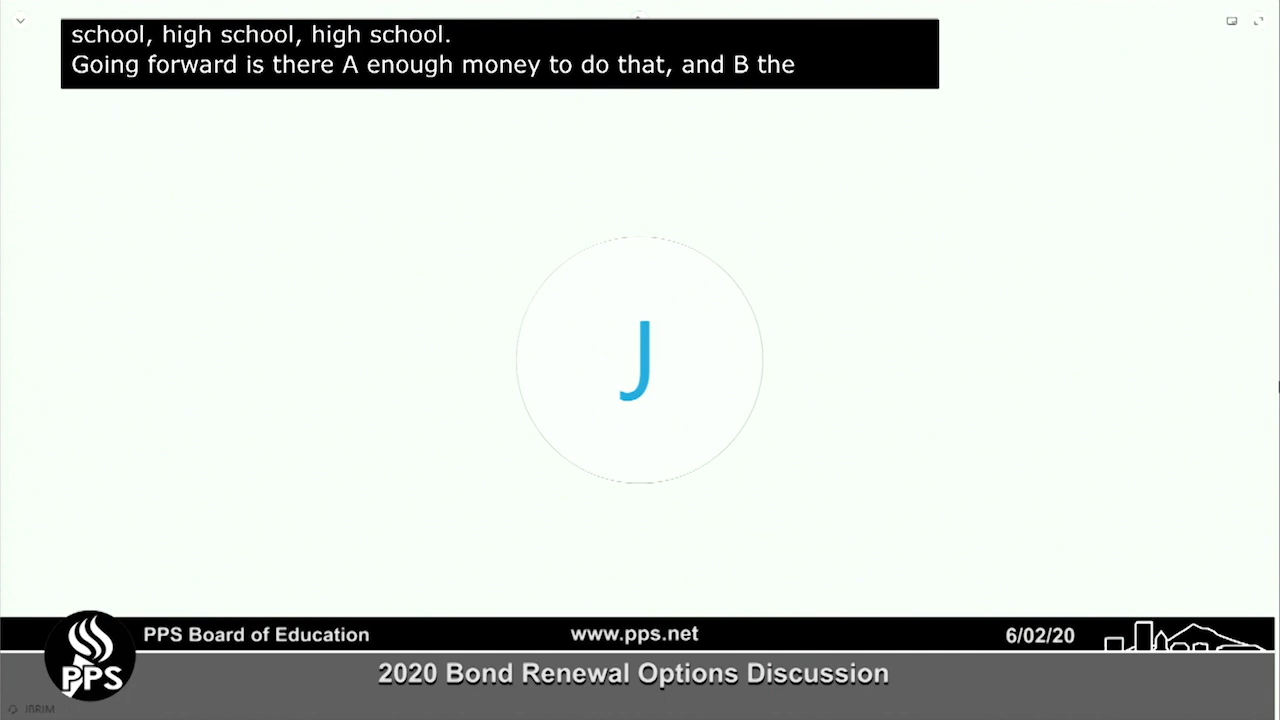 school, high school, high school.
Going forward is there A enough money to do that, and B the
J
PPS Board of Education
www.pps.net
6/02/20
PPS
2020 Bond Renewal Options Discussion